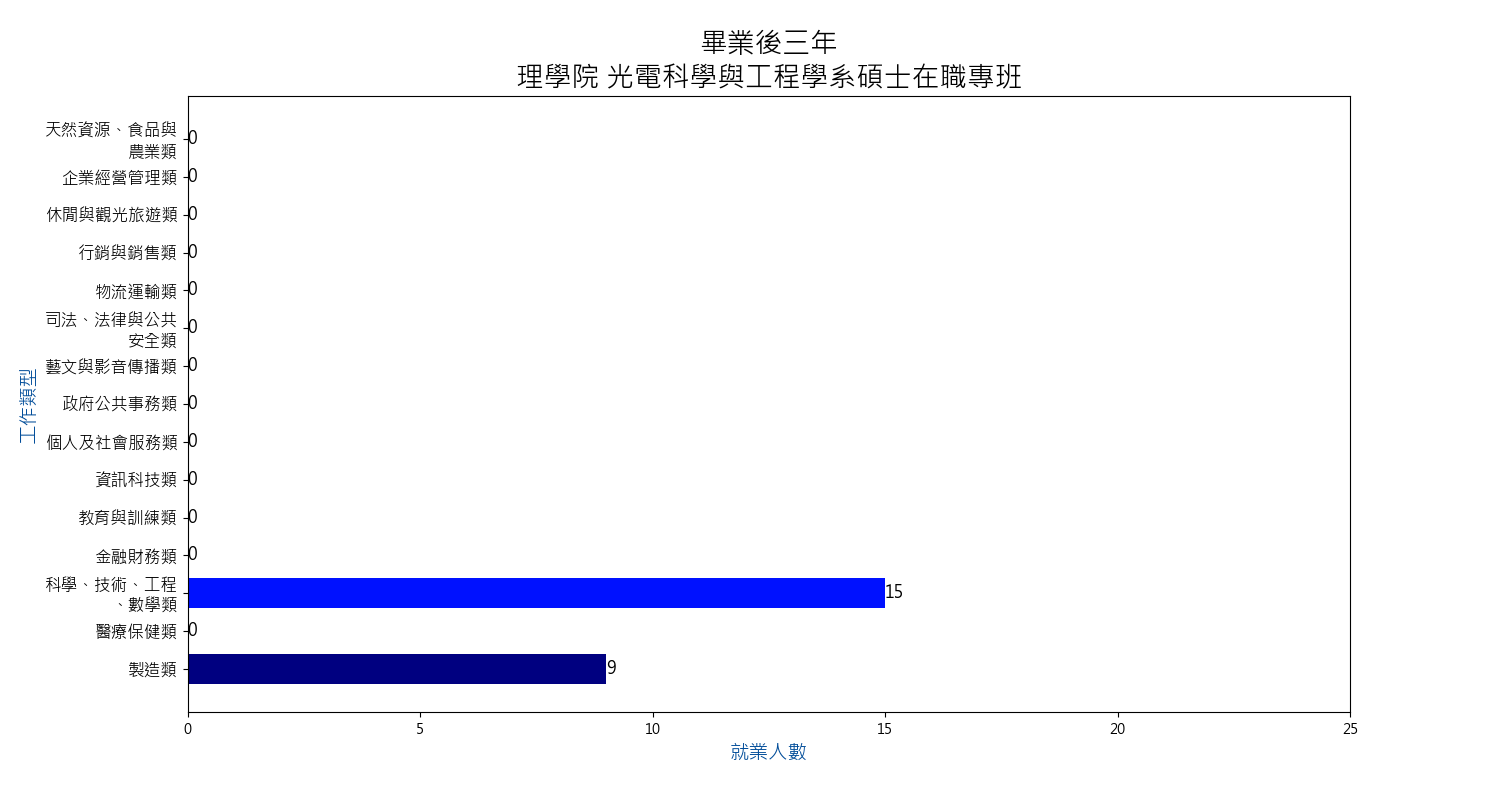 畢業後三年
理學院 光電科學與工程學系碩士在職專班
天然資源、食品與
農業類
0
企業經營管理類
0
休閒與觀光旅遊類
0
行銷與銷售類
0
物流運輸類
0
司法、法律與公共
安全類
0
藝文與影音傳播類
0
政府公共事務類
0
個人及社會服務類
0
資訊科技類
0
教育與訓練類
0
金融財務類
0
科學、技術、工程
、數學類
15
醫療保健類
0
製造類
9
工作類型
0 5 10 15 20 25
就業人數